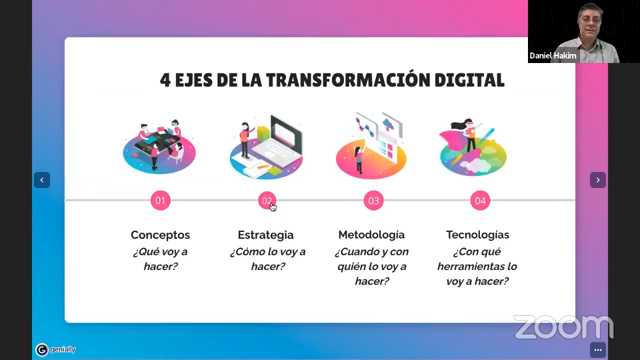 Daniel Hakim
4 EJES DE LA TRANSFORMACIÓN DIGITAL
01
02
03
04
Conceptos
¿Qué voy a
hacer?
Estrategia
¿Cómo lo voy a
hacer?
Metodología
¿Cuando y con
quién lo voy a
hacer?
Tecnologías
¿Con qué
herramientas lo
voy a hacer?
zoom
genially